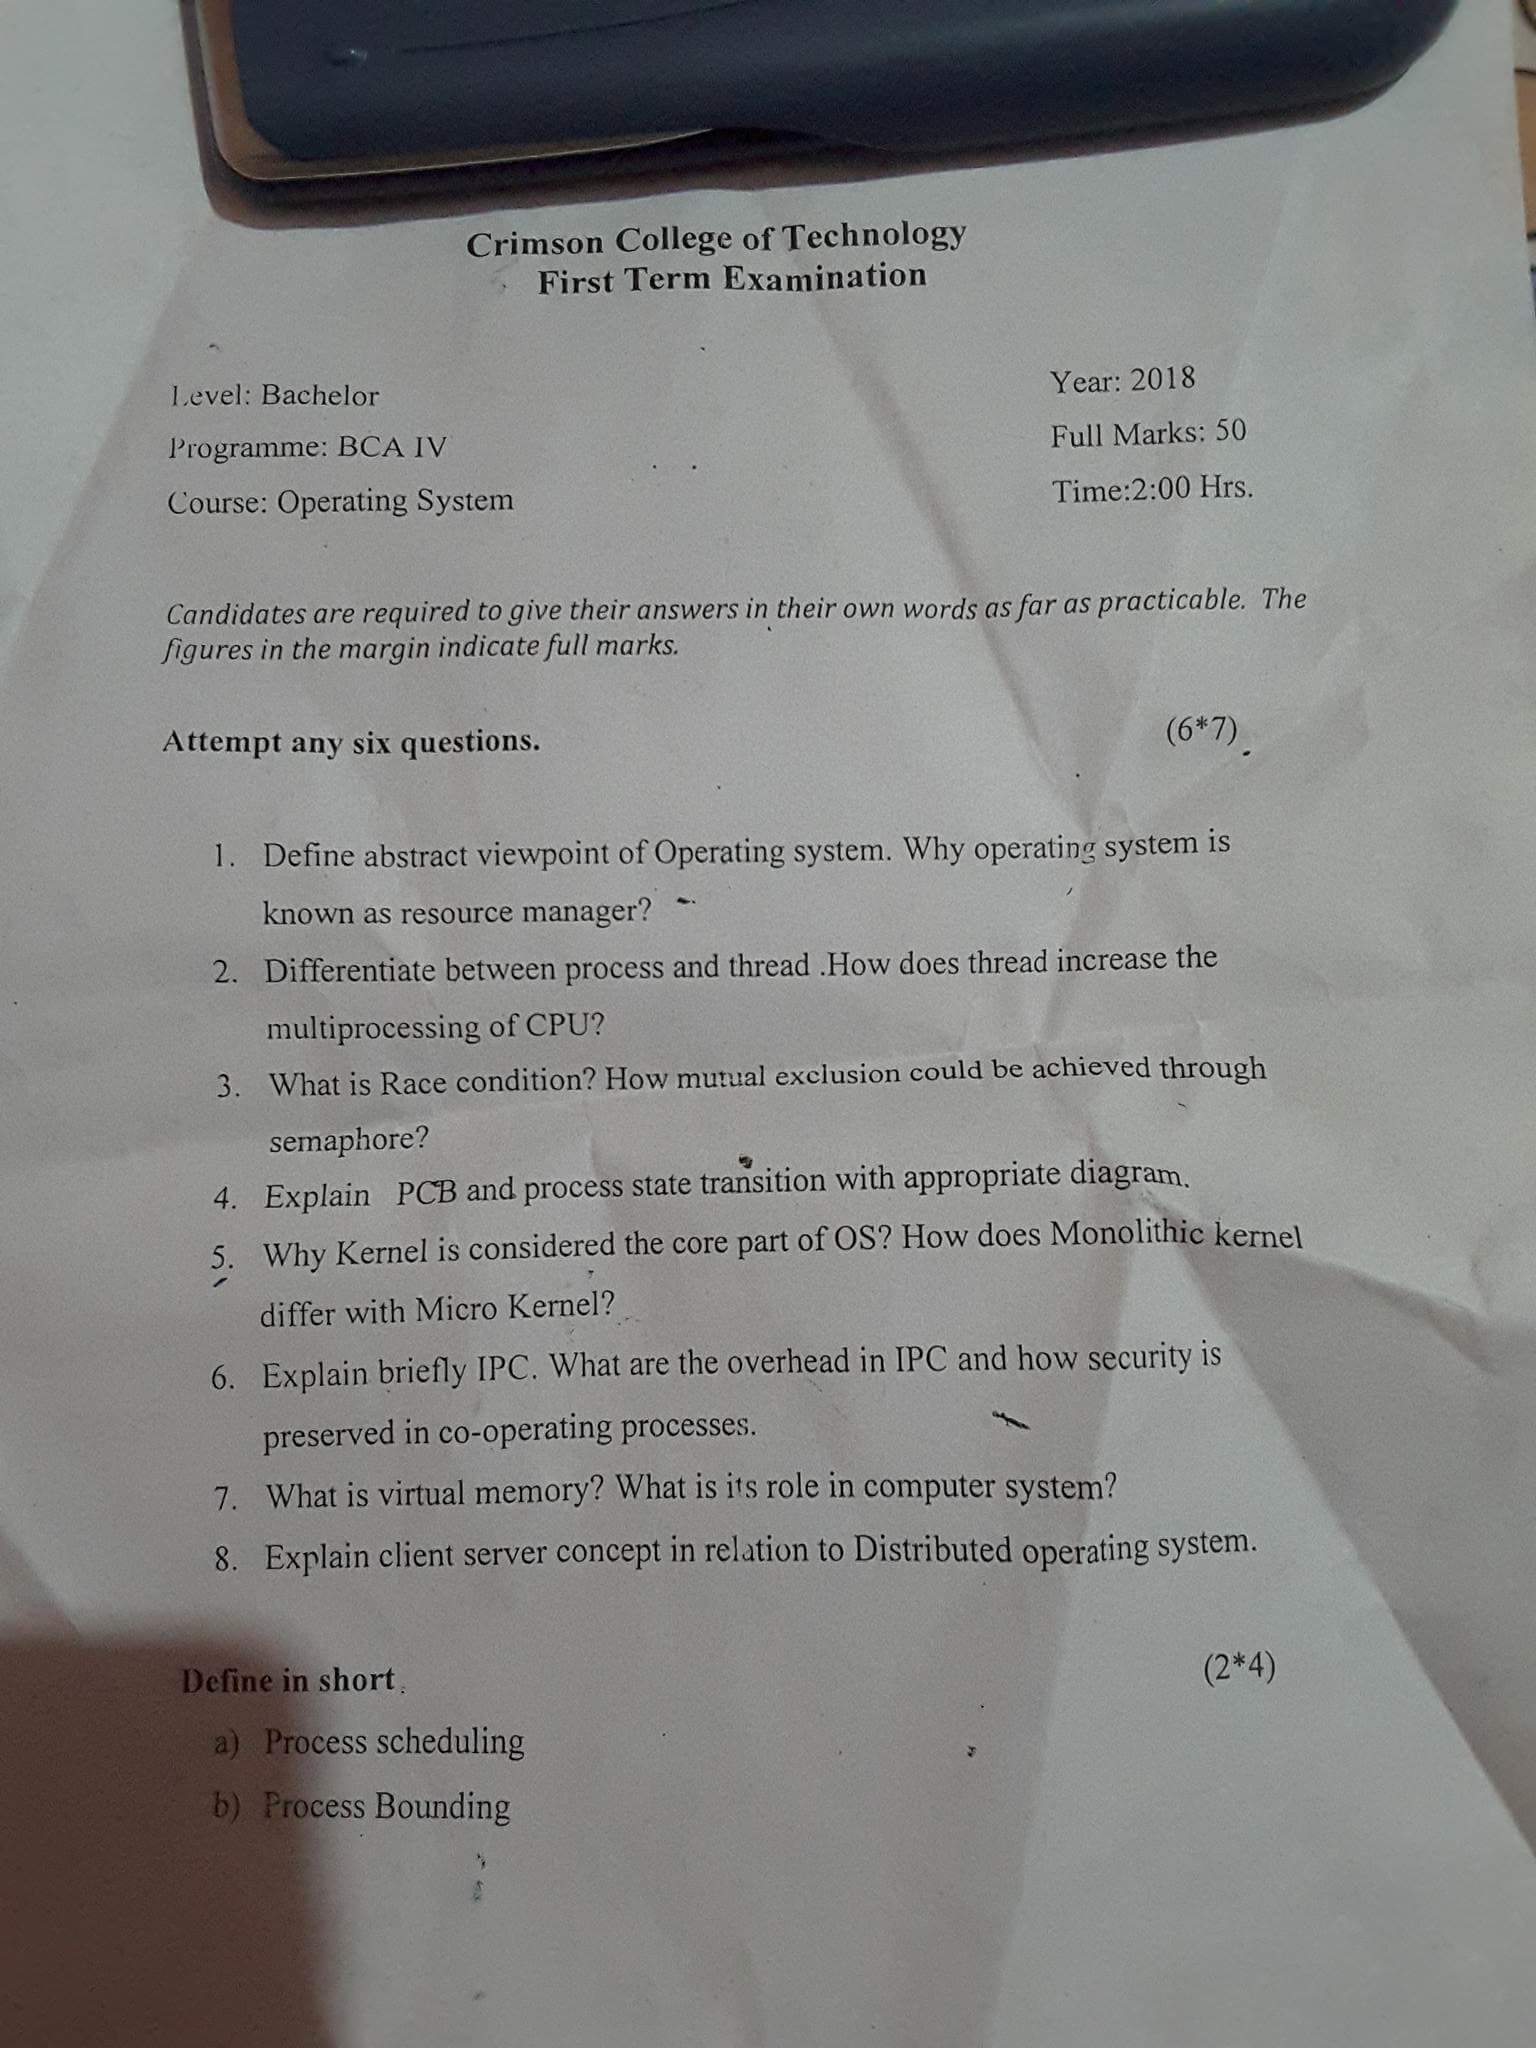 Crimson College of Technology
First Term Examination
Level: Bachelor
Year: 2018
Programme: BCA IV
Full Marks: 50
Course: Operating System
Time:2:00 Hrs.
Candidates are required to give their answers in their own words as far as practicable. The
figures in the margin indicate full marks.
Attempt any six questions. (6*7)
1. Define abstract viewpoint of Operating system. Why operating system is
known as resource manager?
2. Differentiate between process and thread .How does thread increase the
multiprocessing of CPU?
3. What is Race condition? How mutual exclusion could be achieved through
semaphore?
4. Explain PCB and process state transition with appropriate diagram.
5. Why Kernel is considered the core part of OS? How does Monolithic kernel
differ with Micro Kernel?
6. Explain briefly IPC. What are the overhead in IPC and how security is
preserved in co-operating processes.
7. What is virtual memory? What is its role in computer system?
8. Explain client server concept in relation to Distributed operating system.
Define in short. (2*4)
a) Process scheduling
b) Process Bounding